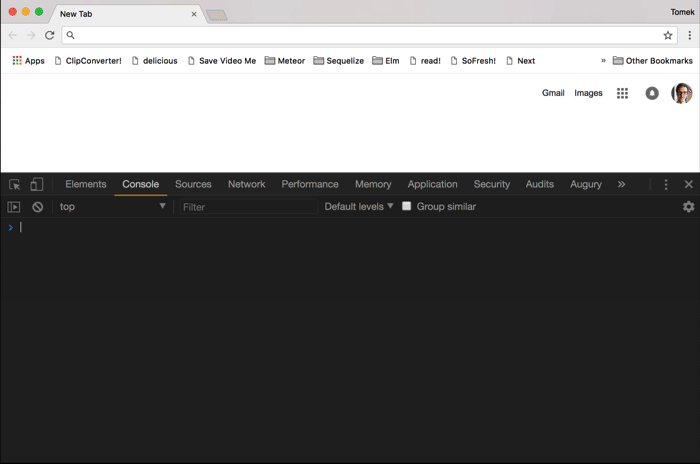 New Tab
Tomek
Apps ClipConverter! delicious Save Video Me Meteor Sequelize Elm read! SoFresh! Next » Other Bookmarks
Gmail Images
Elements Console Sources Network Performance Memory Application Security Audits Augury »
top Filter Default levels Group similar